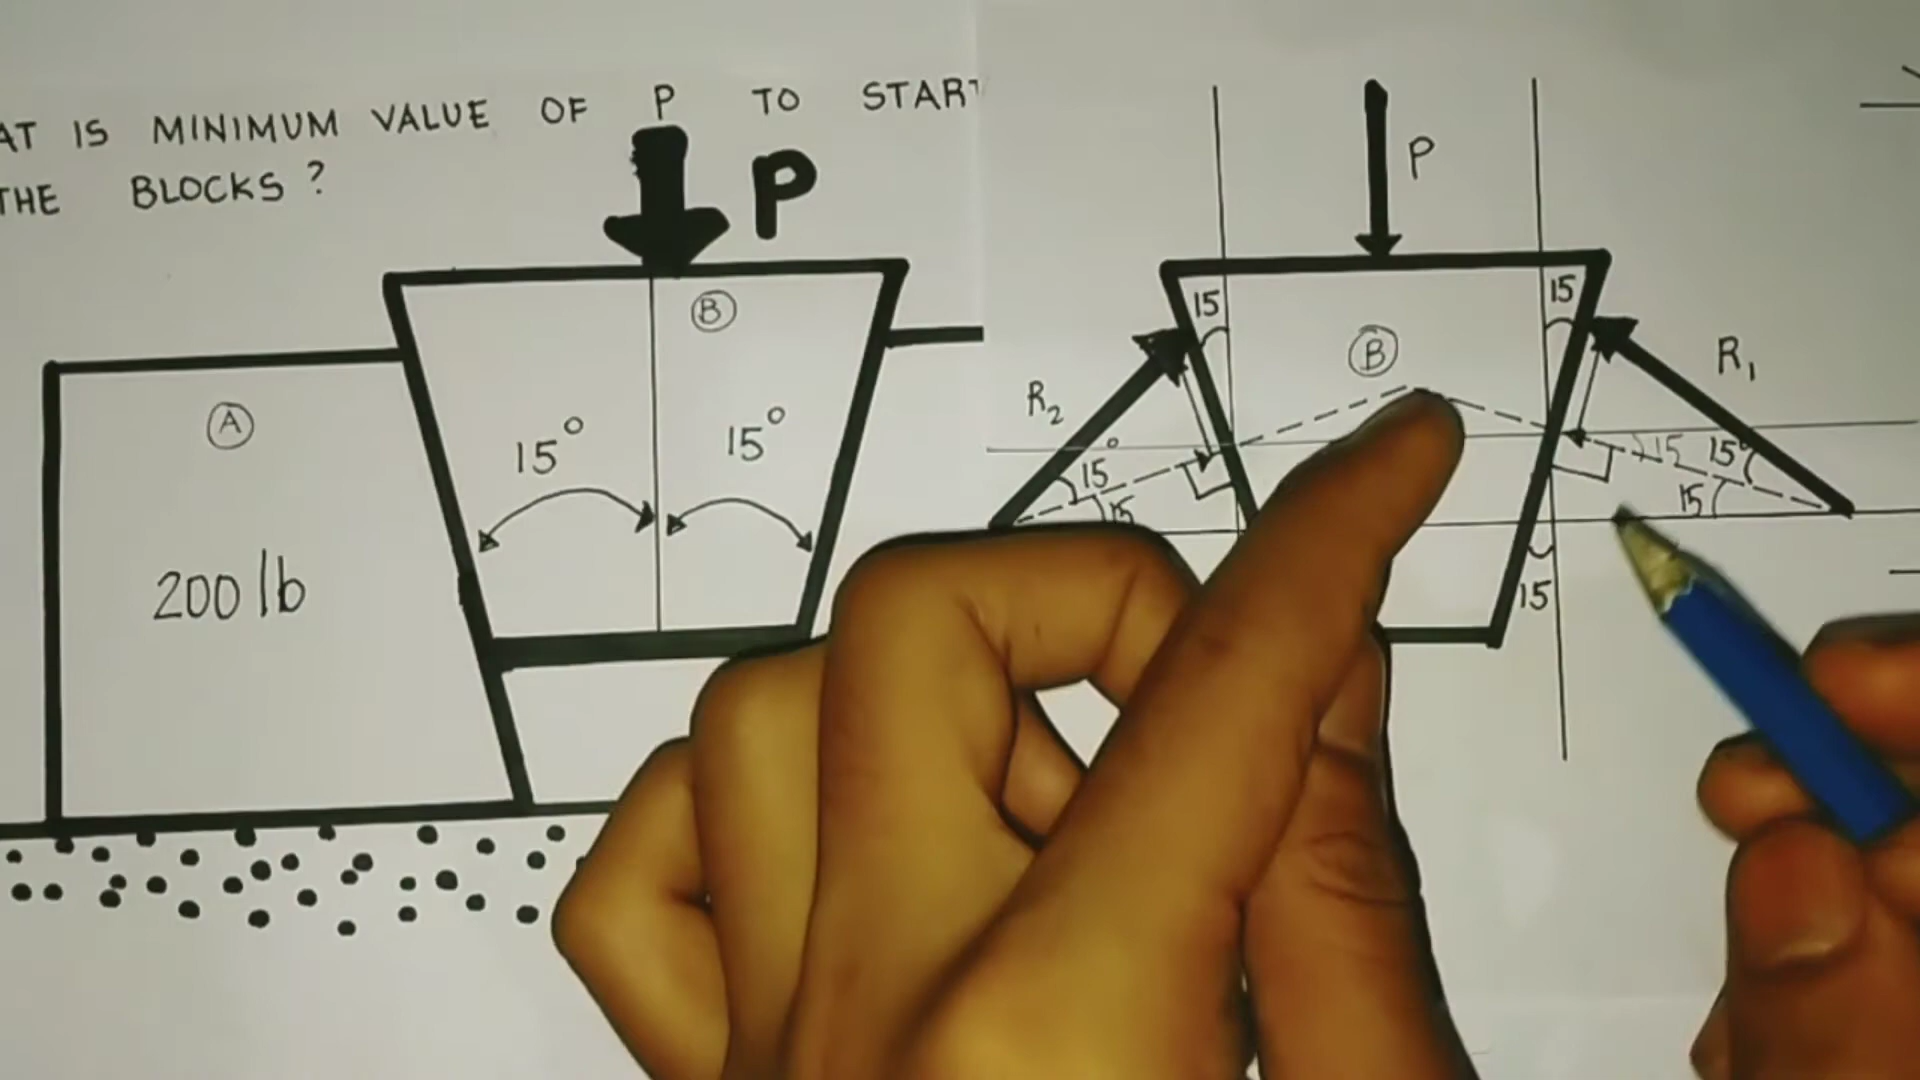 AT IS MINIMUM VALUE OF P TO START
THE BLOCKS ?
P
B
A
15°
15°
200 lb
P
15
15
B
R₂
R₁
15°
15
15
15°
15
15